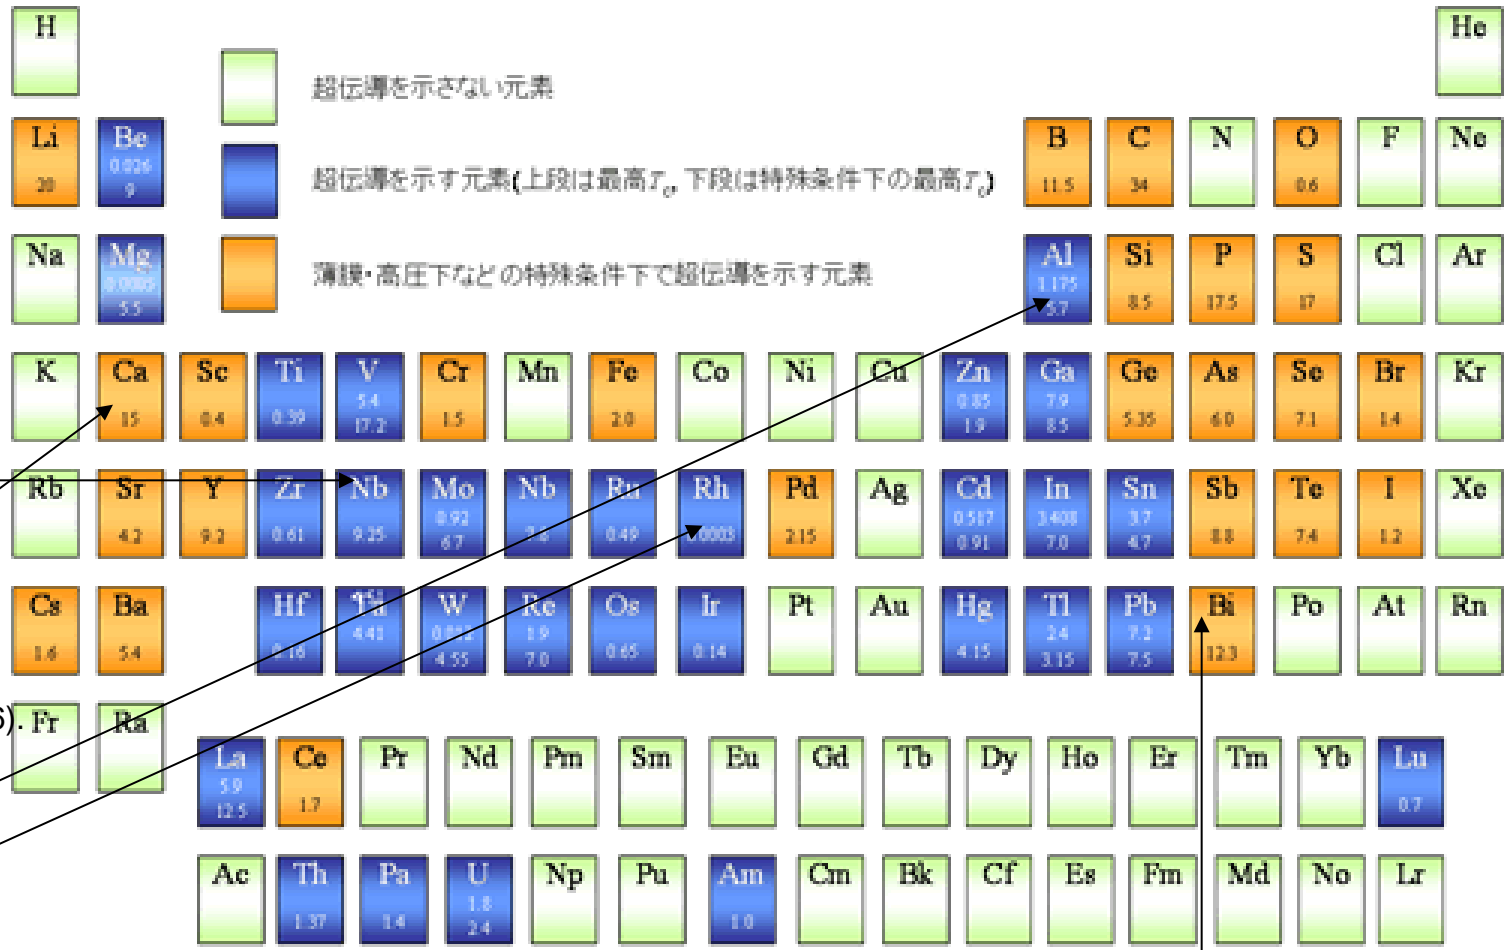 H He
超伝導を示さない元素
Li Be B C N O F Ne
20 0.026 9 11.5 34 0.6
超伝導を示す元素(上段は最高Tc, 下段は特殊条件下の最高Tc)
Na Mg Al Si P S Cl Ar
0.0005 5.5 1.175 5.7 8.5 17.5 17
薄膜・高圧下などの特殊条件下で超伝導を示す元素
K Ca Sc Ti V Cr Mn Fe Co Ni Cu Zn Ga Ge As Se Br Kr
15 0.4 0.39 5.4 17.2 1.5 2.0 0.85 1.9 7.9 8.5 5.35 6.0 7.1 1.4
Rb Sr Y Zr Nb Mo Nb Ru Rh Pd Ag Cd In Sn Sb Te I Xe
4.2 9.2 0.61 9.25 0.92 6.7 0.49 0.0003 2.15 0.517 0.91 3.408 7.0 3.7 4.7 8.8 7.4 1.2
Cs Ba Hf W Re Os Ir Pt Au Hg Tl Pb Bi Po At Rn
1.6 5.4 0.16 4.41 0.012 4.55 1.9 7.0 0.65 0.14 4.15 2.4 3.15 7.2 7.5 12.3
6). Fr Ra
La Ce Pr Nd Pm Sm Eu Gd Tb Dy Ho Er Tm Yb Lu
5.9 12.5 1.7 0.7
Ac Th Pa U Np Pu Am Cm Bk Cf Es Fm Md No Lr
1.37 1.4 1.8 2.4 1.0